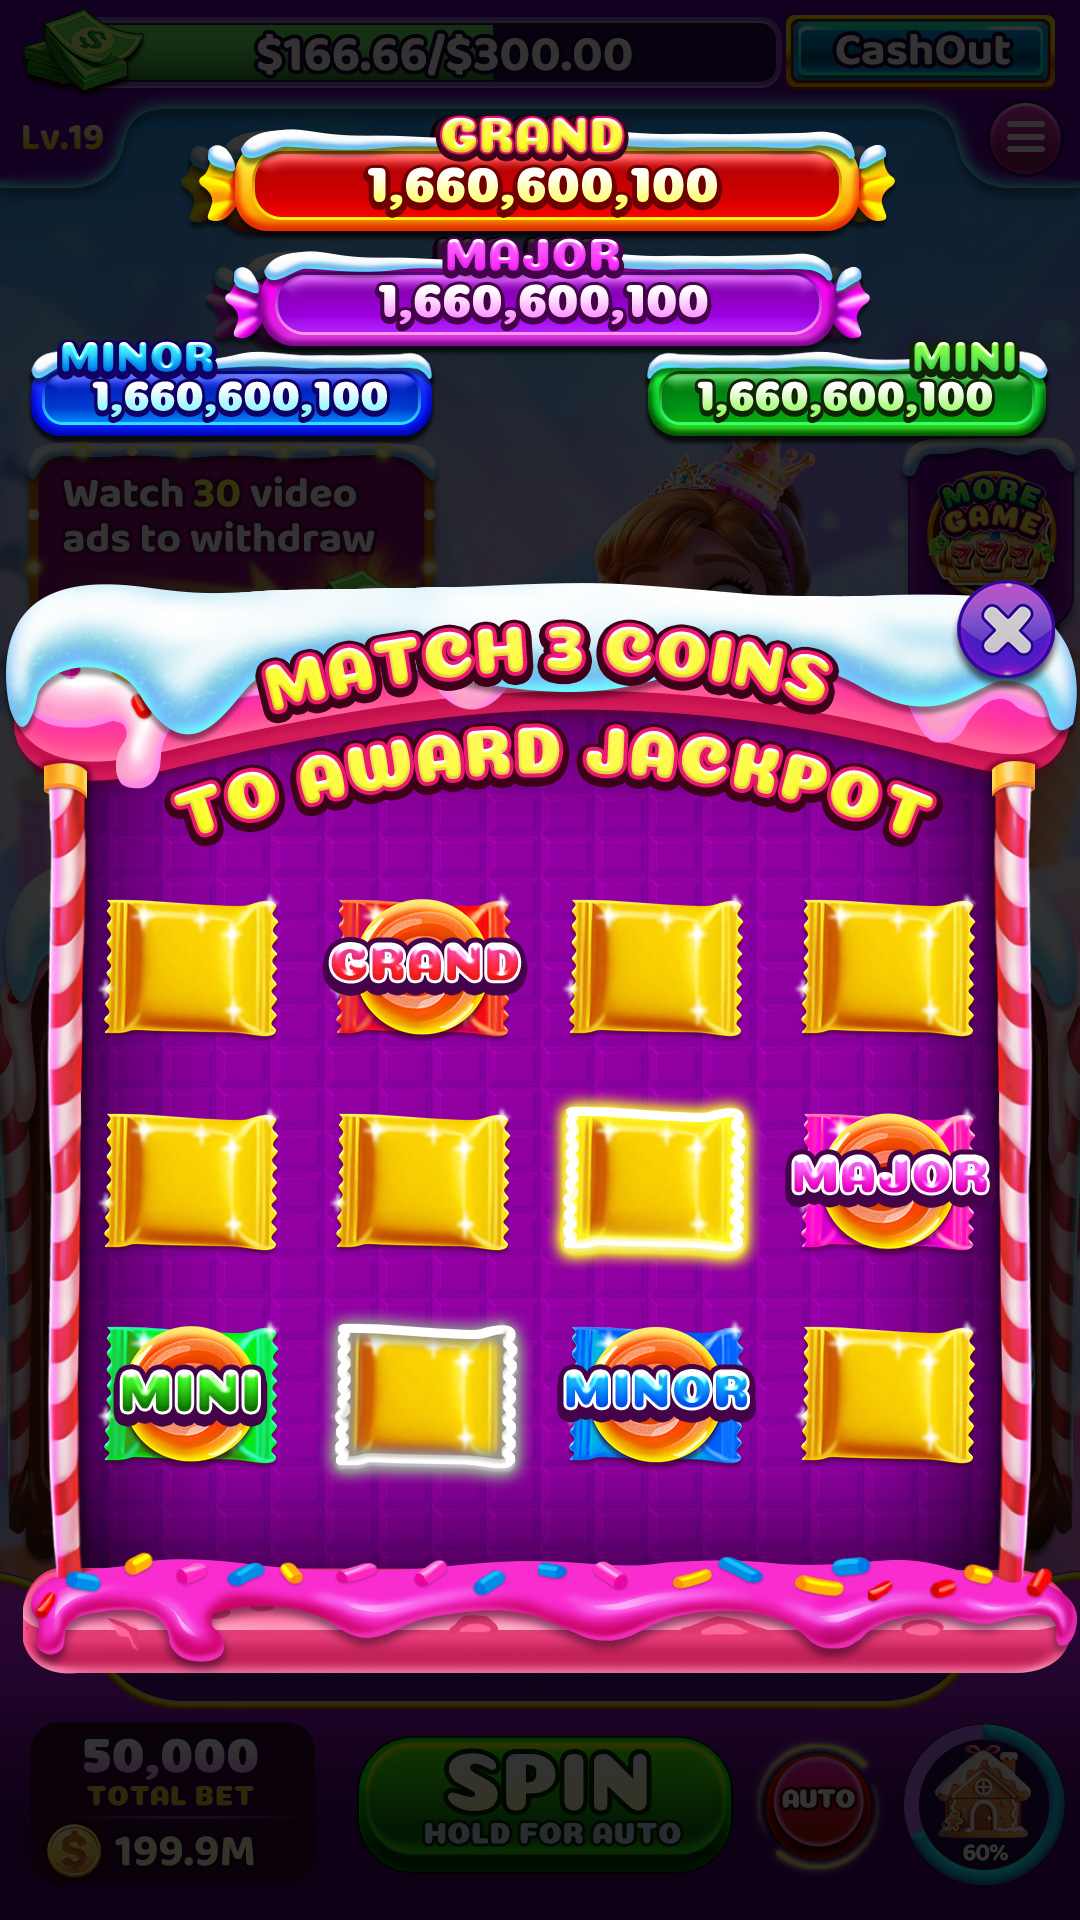 $166.66/$300.00
CashOut
Lv.19
GRAND
1,660,600,100
MAJOR
1,660,600,100
MINOR
1,660,600,100
MINI
1,660,600,100
Watch 30 video
ads to withdraw
MORE
GAME
777
MATCH 3 COINS
TO AWARD JACKPOT
GRAND
MAJOR
MINI
MINOR
50,000
TOTAL BET
$ 199.9M
SPIN
HOLD FOR AUTO
AUTO
60%